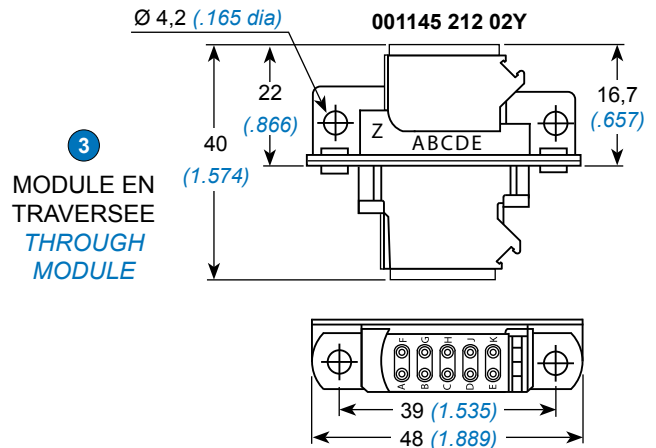 Ø 4,2 (.165 dia)
001145 212 02Y
22
(.866)
16,7
(.657)
40
(1.574)
Z
ABCDE
3
MODULE EN
TRAVERSEE
THROUGH
MODULE
F G H J K
A B C D E
39 (1.535)
48 (1.889)